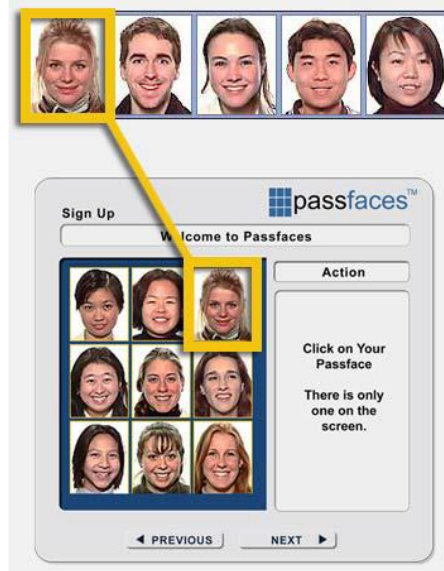 passfaces™
Sign Up
Welcome to Passfaces
Action
Click on Your
Passface
There is only
one on the
screen.
◄ PREVIOUS
NEXT ►